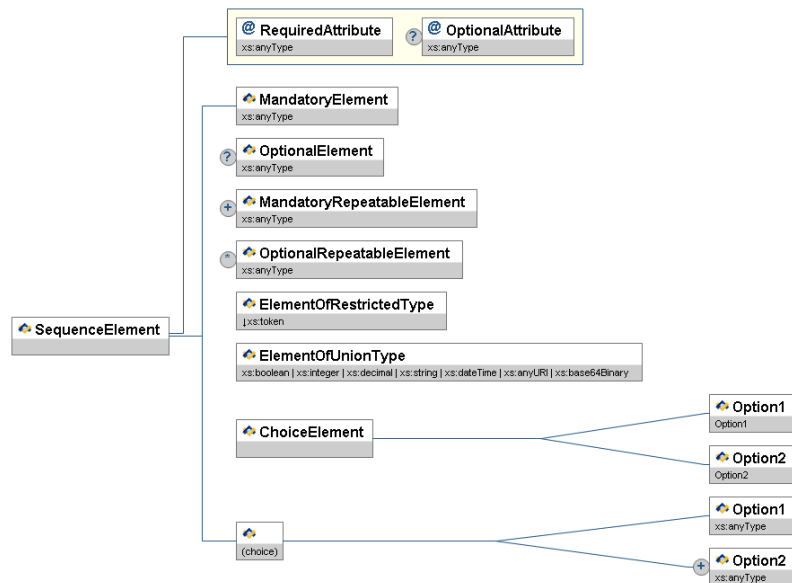 @ RequiredAttribute
xs:anyType
? @ OptionalAttribute
xs:anyType
MandatoryElement
xs:anyType
? OptionalElement
xs:anyType
+ MandatoryRepeatableElement
xs:anyType
* OptionalRepeatableElement
xs:anyType
SequenceElement
ElementOfRestrictedType
↓xs:token
ElementOfUnionType
xs:boolean | xs:integer | xs:decimal | xs:string | xs:dateTime | xs:anyURI | xs:base64Binary
ChoiceElement
Option1
Option1
Option2
Option2
(choice)
Option1
xs:anyType
+ Option2
xs:anyType